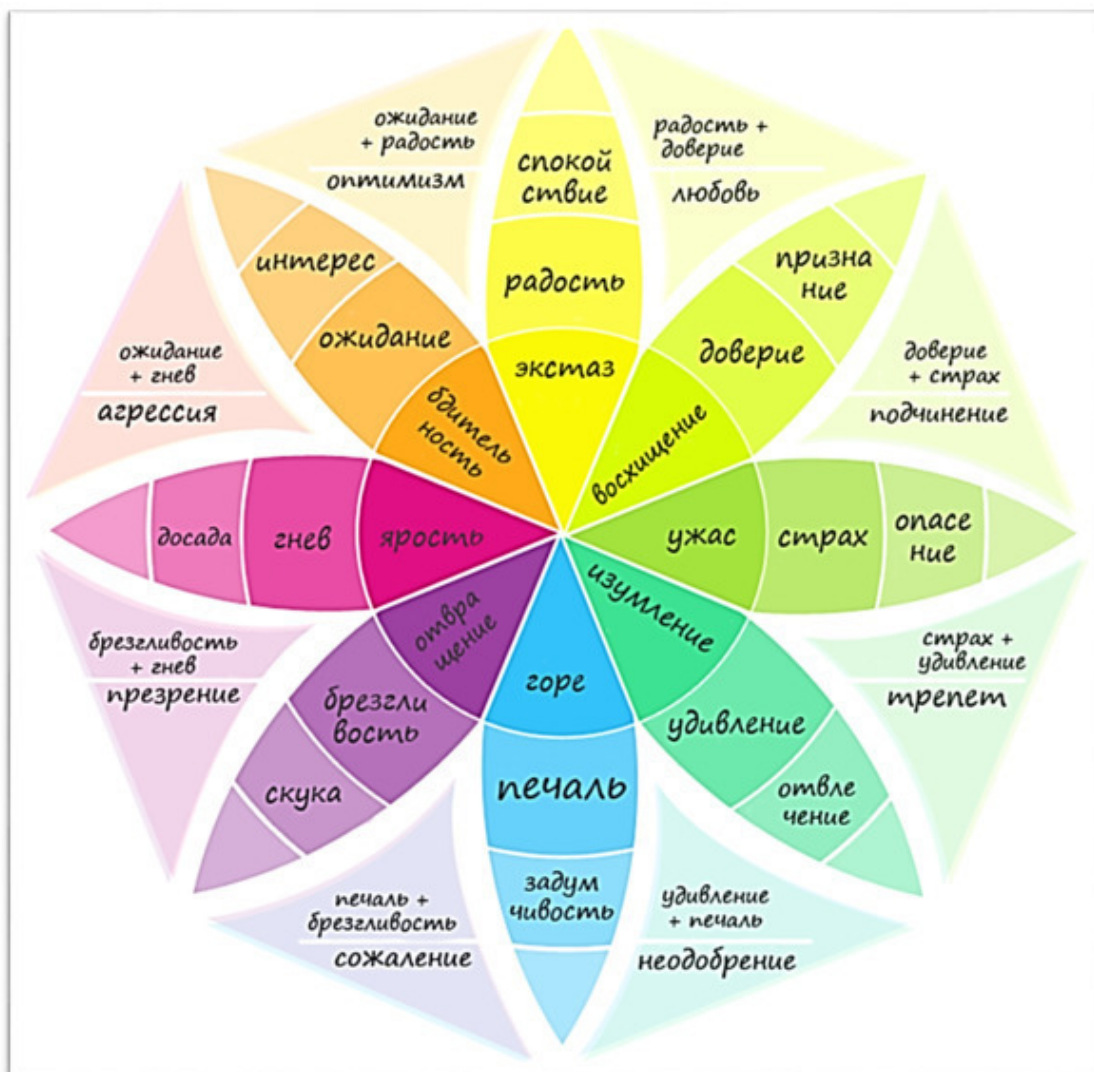 ожидание
+ радость
оптимизм
спокой
ствие
радость
экстаз
радость +
доверие
любовь
интерес
ожидание
бдитель
ность
призна
ние
доверие
восхищение
ожидание
+ гнев
агрессия
доверие
+ страх
подчинение
досада
гнев
ярость
ужас
страх
опасе
ние
брезгливость
+ гнев
презрение
отвра
щение
брезгли
вость
скука
горе
печаль
задум
чивость
изумление
удивление
отвле
чение
страх +
удивление
трепет
печаль +
брезгливость
сожаление
удивление
+ печаль
неодобрение